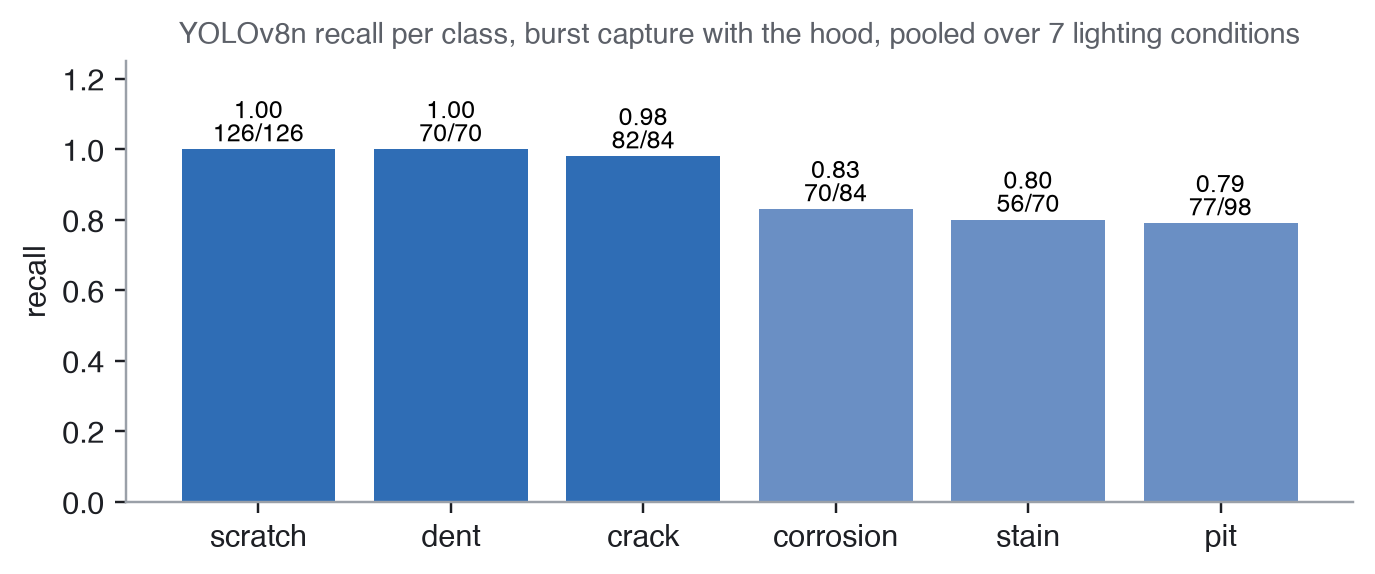 YOLOv8n recall per class, burst capture with the hood, pooled over 7 lighting conditions
recall
1.2
1.0
0.8
0.6
0.4
0.2
0.0
1.00
126/126
1.00
70/70
0.98
82/84
0.83
70/84
0.80
56/70
0.79
77/98
scratch
dent
crack
corrosion
stain
pit